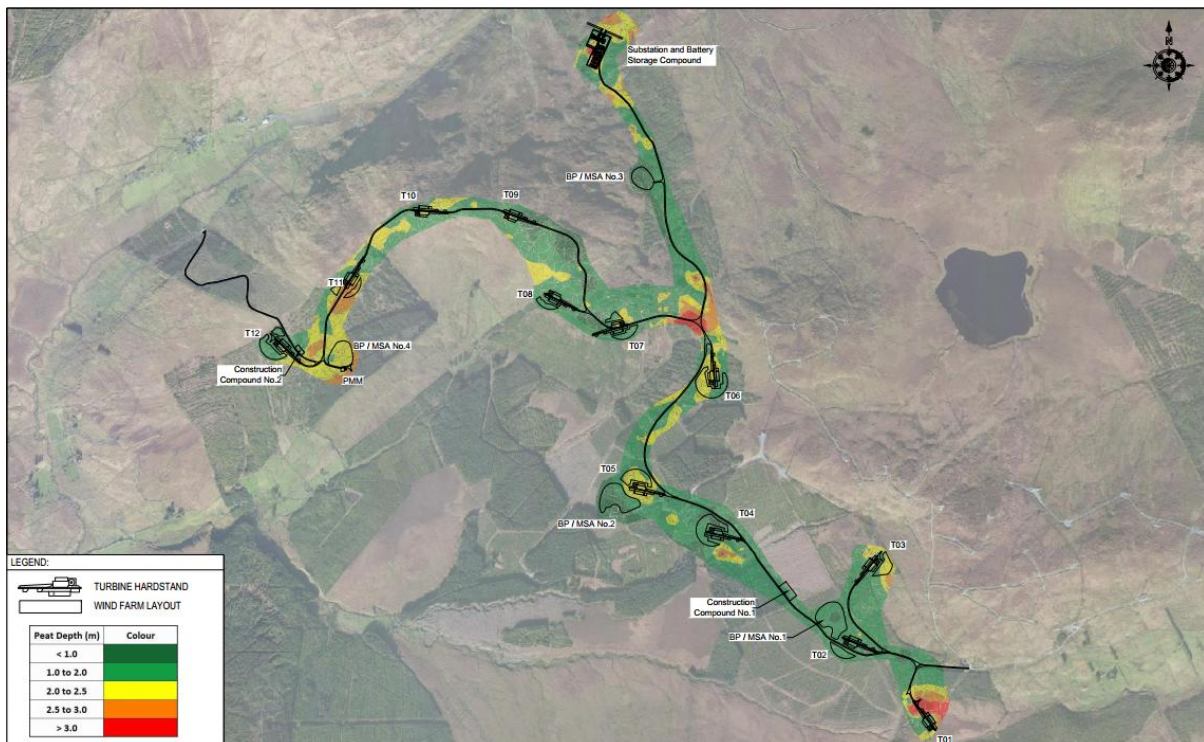 N
Substation and Battery
Storage Compound
BP / MSA No.3
T10
T09
T11
T08
T07
T12
BP / MSA No.4
Construction
Compound No.2
PMM
T06
T05
BP / MSA No.2
T04
T03
Construction
Compound No.1
BP / MSA No.1
T02
T01
LEGEND:
TURBINE HARDSTAND
WIND FARM LAYOUT
Peat Depth (m) Colour
< 1.0
1.0 to 2.0
2.0 to 2.5
2.5 to 3.0
> 3.0